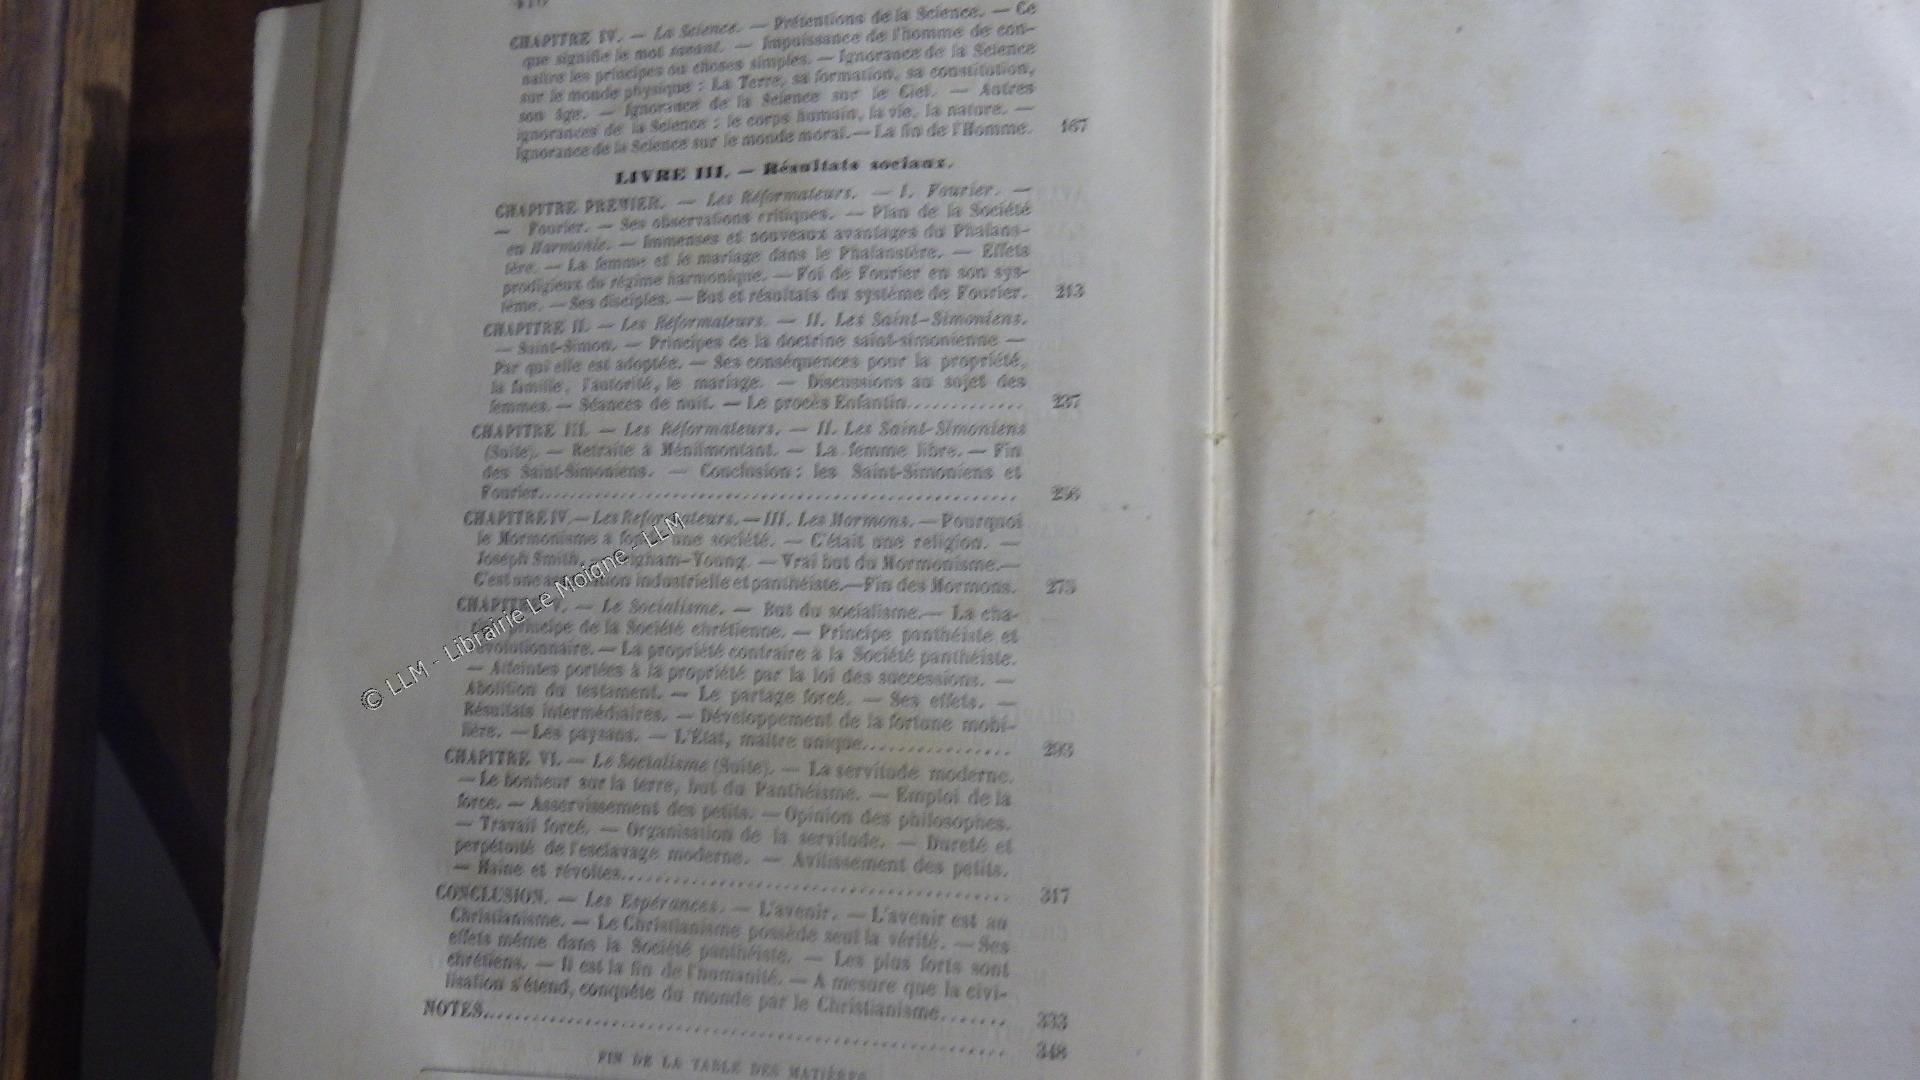 CHAPITRE IV. — La Science. — Prétentions de la Science. — Ce
que signifie le mot savant. — Impuissance de l'homme de con-
naître les principes ou choses simples. — Ignorance de la Science
sur le monde physique : La Terre, sa formation, sa constitution,
son âge. — Ignorance de la Science sur le Ciel. — Autres
ignorances de la Science : le corps humain, la vie, la nature. —
Ignorance de la Science sur le monde moral. — La fin de l'Homme. 167
LIVRE III. — Résultats sociaux.
CHAPITRE PREMIER. — Les Réformateurs. — I. Fourier. —
— Fourier. — Ses observations critiques. — Plan de la Société
en Harmonie. — Immenses et nouveaux avantages du Phalans-
tère. — La femme et le mariage dans le Phalanstère. — Effets
prodigieux du régime harmonique. — Foi de Fourier en son sys-
tème. — Ses disciples. — But et résultats du système de Fourier. 213
CHAPITRE II. — Les Réformateurs. — II. Les Saint-Simoniens.
— Saint-Simon. — Principes de la doctrine saint-simonienne —
Par qui elle est adoptée. — Ses conséquences pour la propriété,
la famille, l'autorité, le mariage. — Discussions au sujet des
femmes. — Séances de nuit. — Le procès Enfantin............. 237
CHAPITRE III. — Les Réformateurs. — II. Les Saint-Simoniens
(Suite). — Retraite à Ménilmontant. — La femme libre. — Fin
des Saint-Simoniens. — Conclusion : les Saint-Simoniens et
Fourier.................................................. 256
CHAPITRE IV. — Les Réformateurs. — III. Les Mormons. — Pourquoi
le Mormonisme a une société. — C'était une religion. —
Joseph Smith. Brigham-Young. — Vrai but du Mormonisme. —
C'est une industrielle et panthéiste. — Fin des Mormons. 275
CHAPITRE V. — Le Socialisme. — But du socialisme. — La cha-
principe de la Société chrétienne. — Principe panthéiste et
révolutionnaire. — La propriété contraire à la Société panthéiste.
— Atteintes portées à la propriété par la loi des successions. —
Abolition du testament. — Le partage forcé. — Ses effets. —
Résultats intermédiaires. — Développement de la fortune mobi-
lière. — Les paysans. — L'État, maître unique................ 293
CHAPITRE VI. — Le Socialisme (Suite). — La servitude moderne.
— Le bonheur sur la terre, but du Panthéisme. — Emploi de la
force. — Asservissement des petits. — Opinion des philosophes.
— Travail forcé. — Organisation de la servitude. — Dureté et
perpétuité de l'esclavage moderne. — Avilissement des petits.
— Haine et révoltes........................................ 317
CONCLUSION. — Les Espérances. — L'avenir. — L'avenir est au
Christianisme. — Le Christianisme possède seul la vérité. — Ses
effets même dans la Société panthéiste. — Les plus forts sont
chrétiens. — Il est la fin de l'humanité. — A mesure que la civi-
lisation s'étend, conquête du monde par le Christianisme....... 333
NOTES....................................................... 348
FIN DE LA TABLE DES MATIÈRES
© LLM - Librairie Le Moigne - LLM